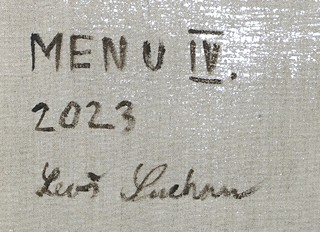 MENU IV.
2023
Leoš Suchan